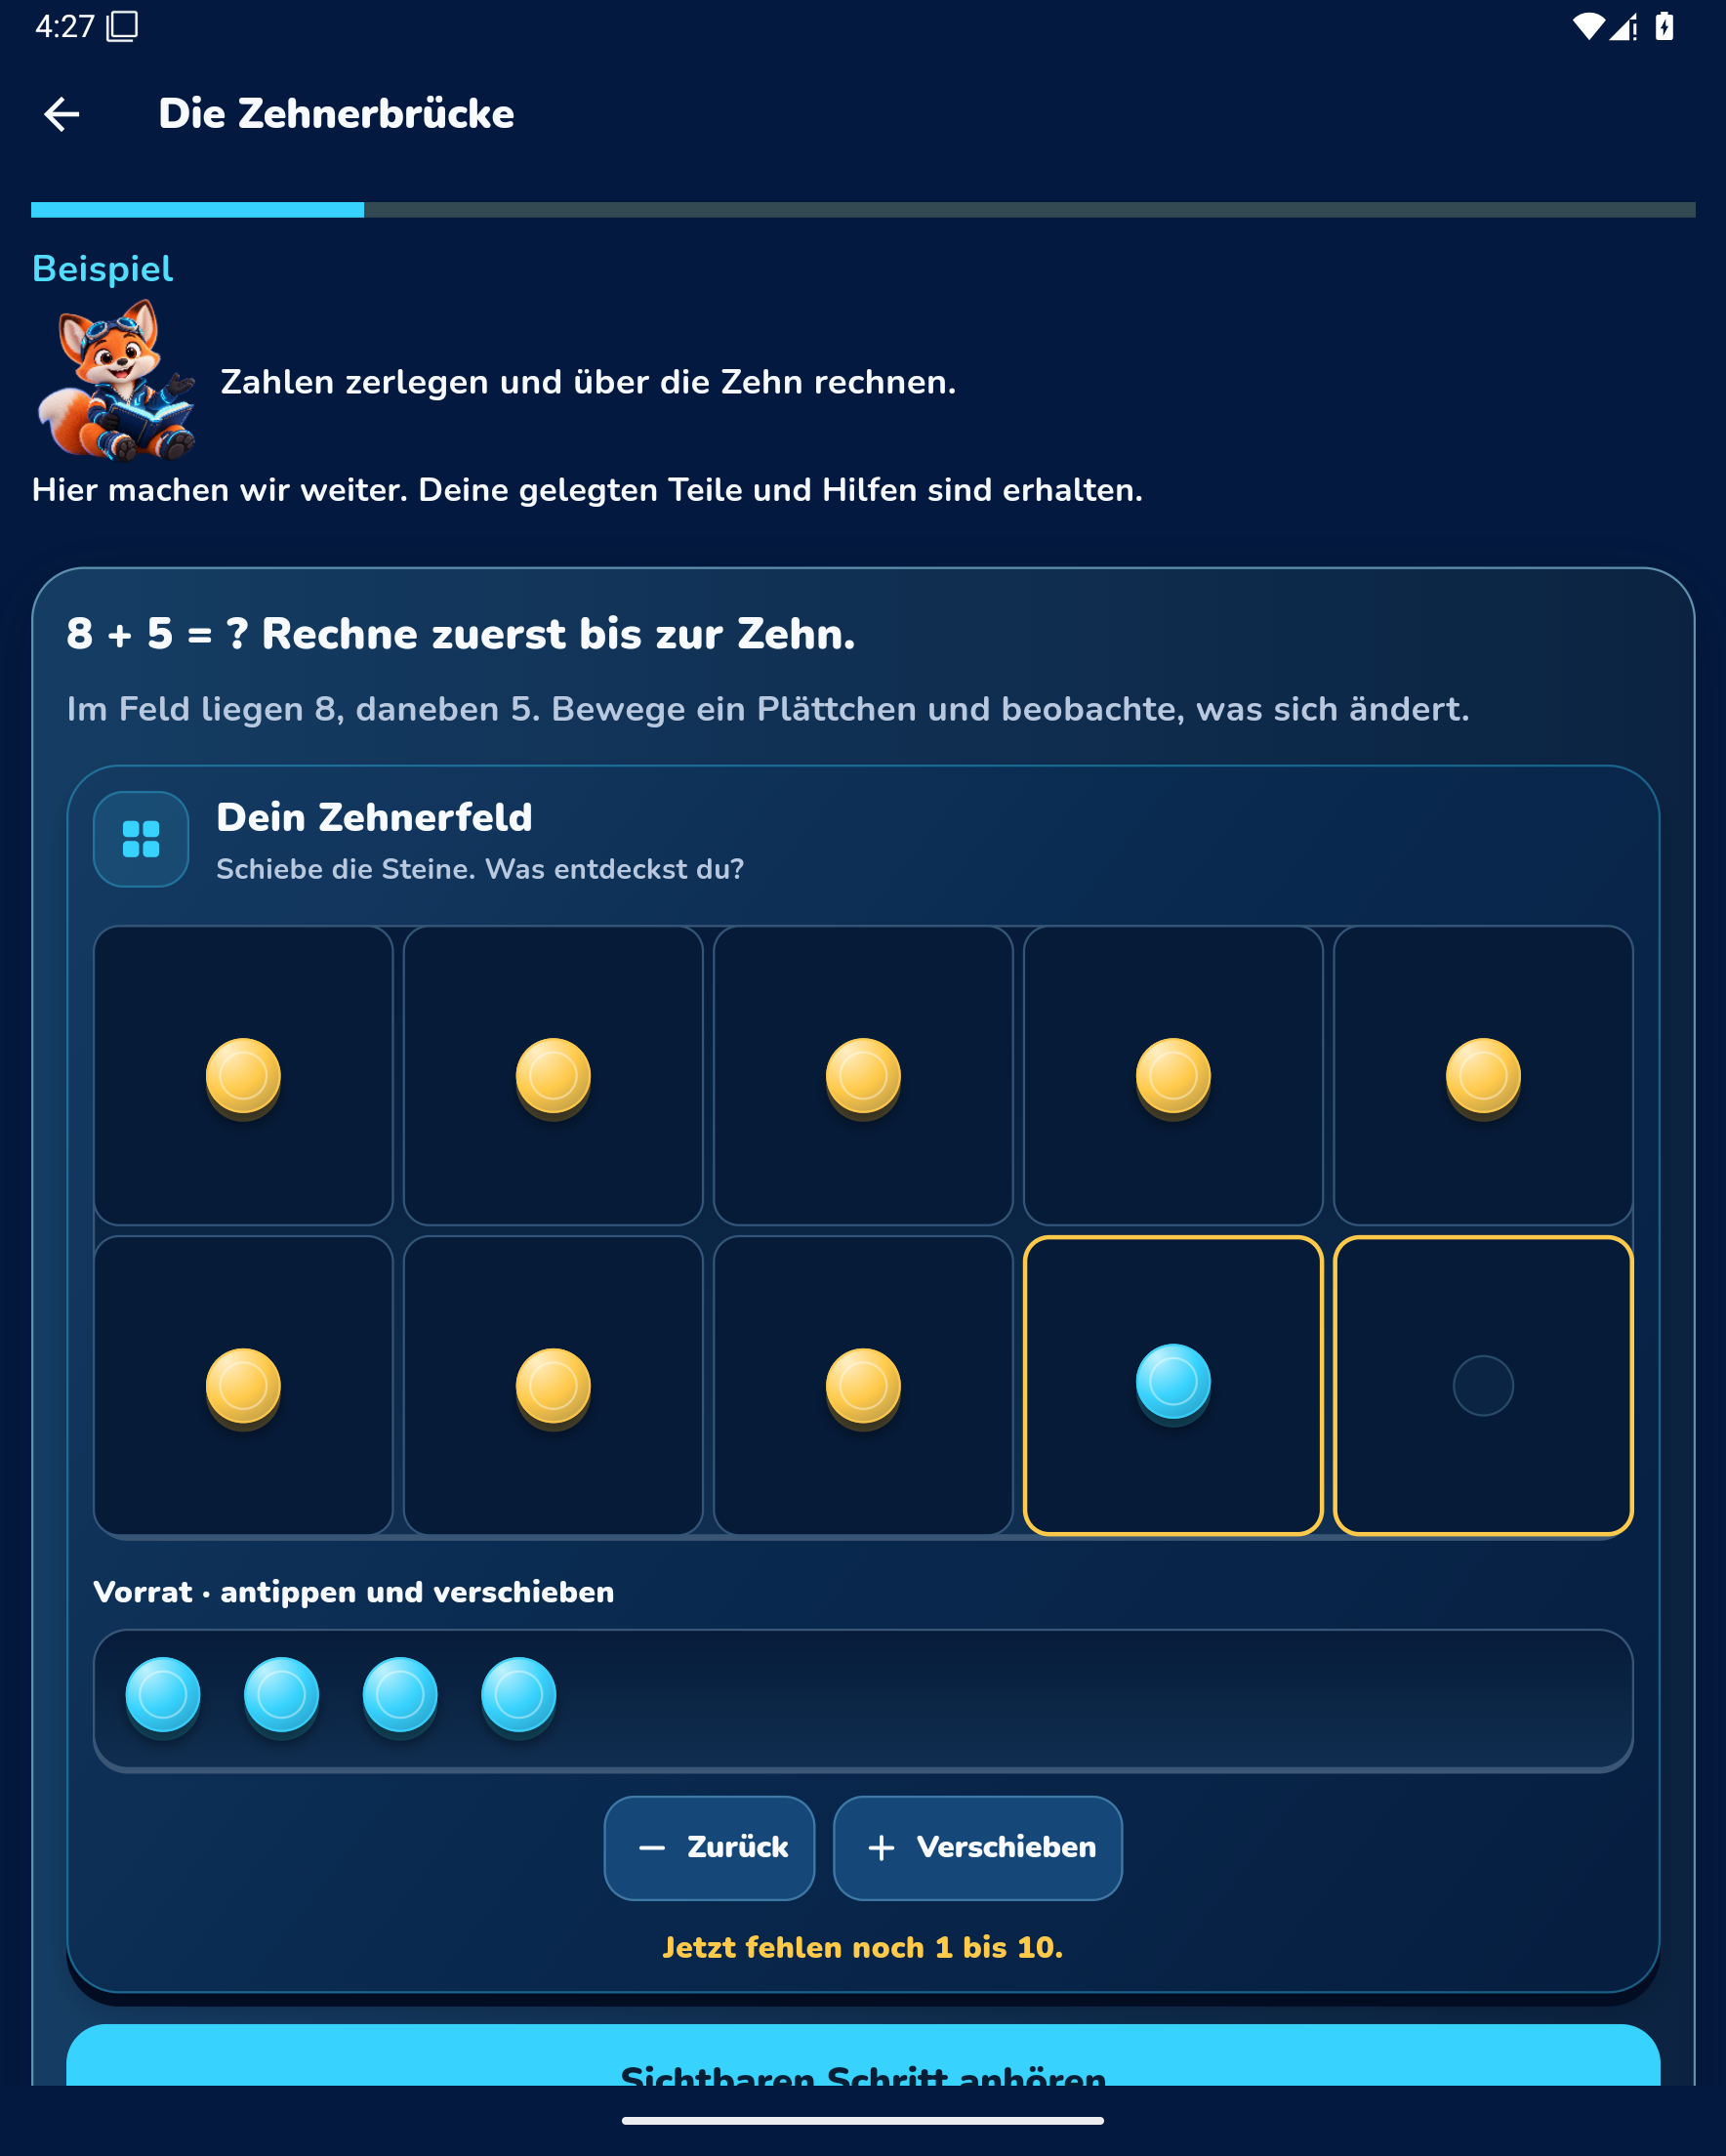 4:27
Die Zehnerbrücke
Beispiel
Zahlen zerlegen und über die Zehn rechnen.
Hier machen wir weiter. Deine gelegten Teile und Hilfen sind erhalten.
8 + 5 = ? Rechne zuerst bis zur Zehn.
Im Feld liegen 8, daneben 5. Bewege ein Plättchen und beobachte, was sich ändert.
Dein Zehnerfeld
Schiebe die Steine. Was entdeckst du?
Vorrat · antippen und verschieben
− Zurück
+ Verschieben
Jetzt fehlen noch 1 bis 10.
Sichtbaren Schritt anhören